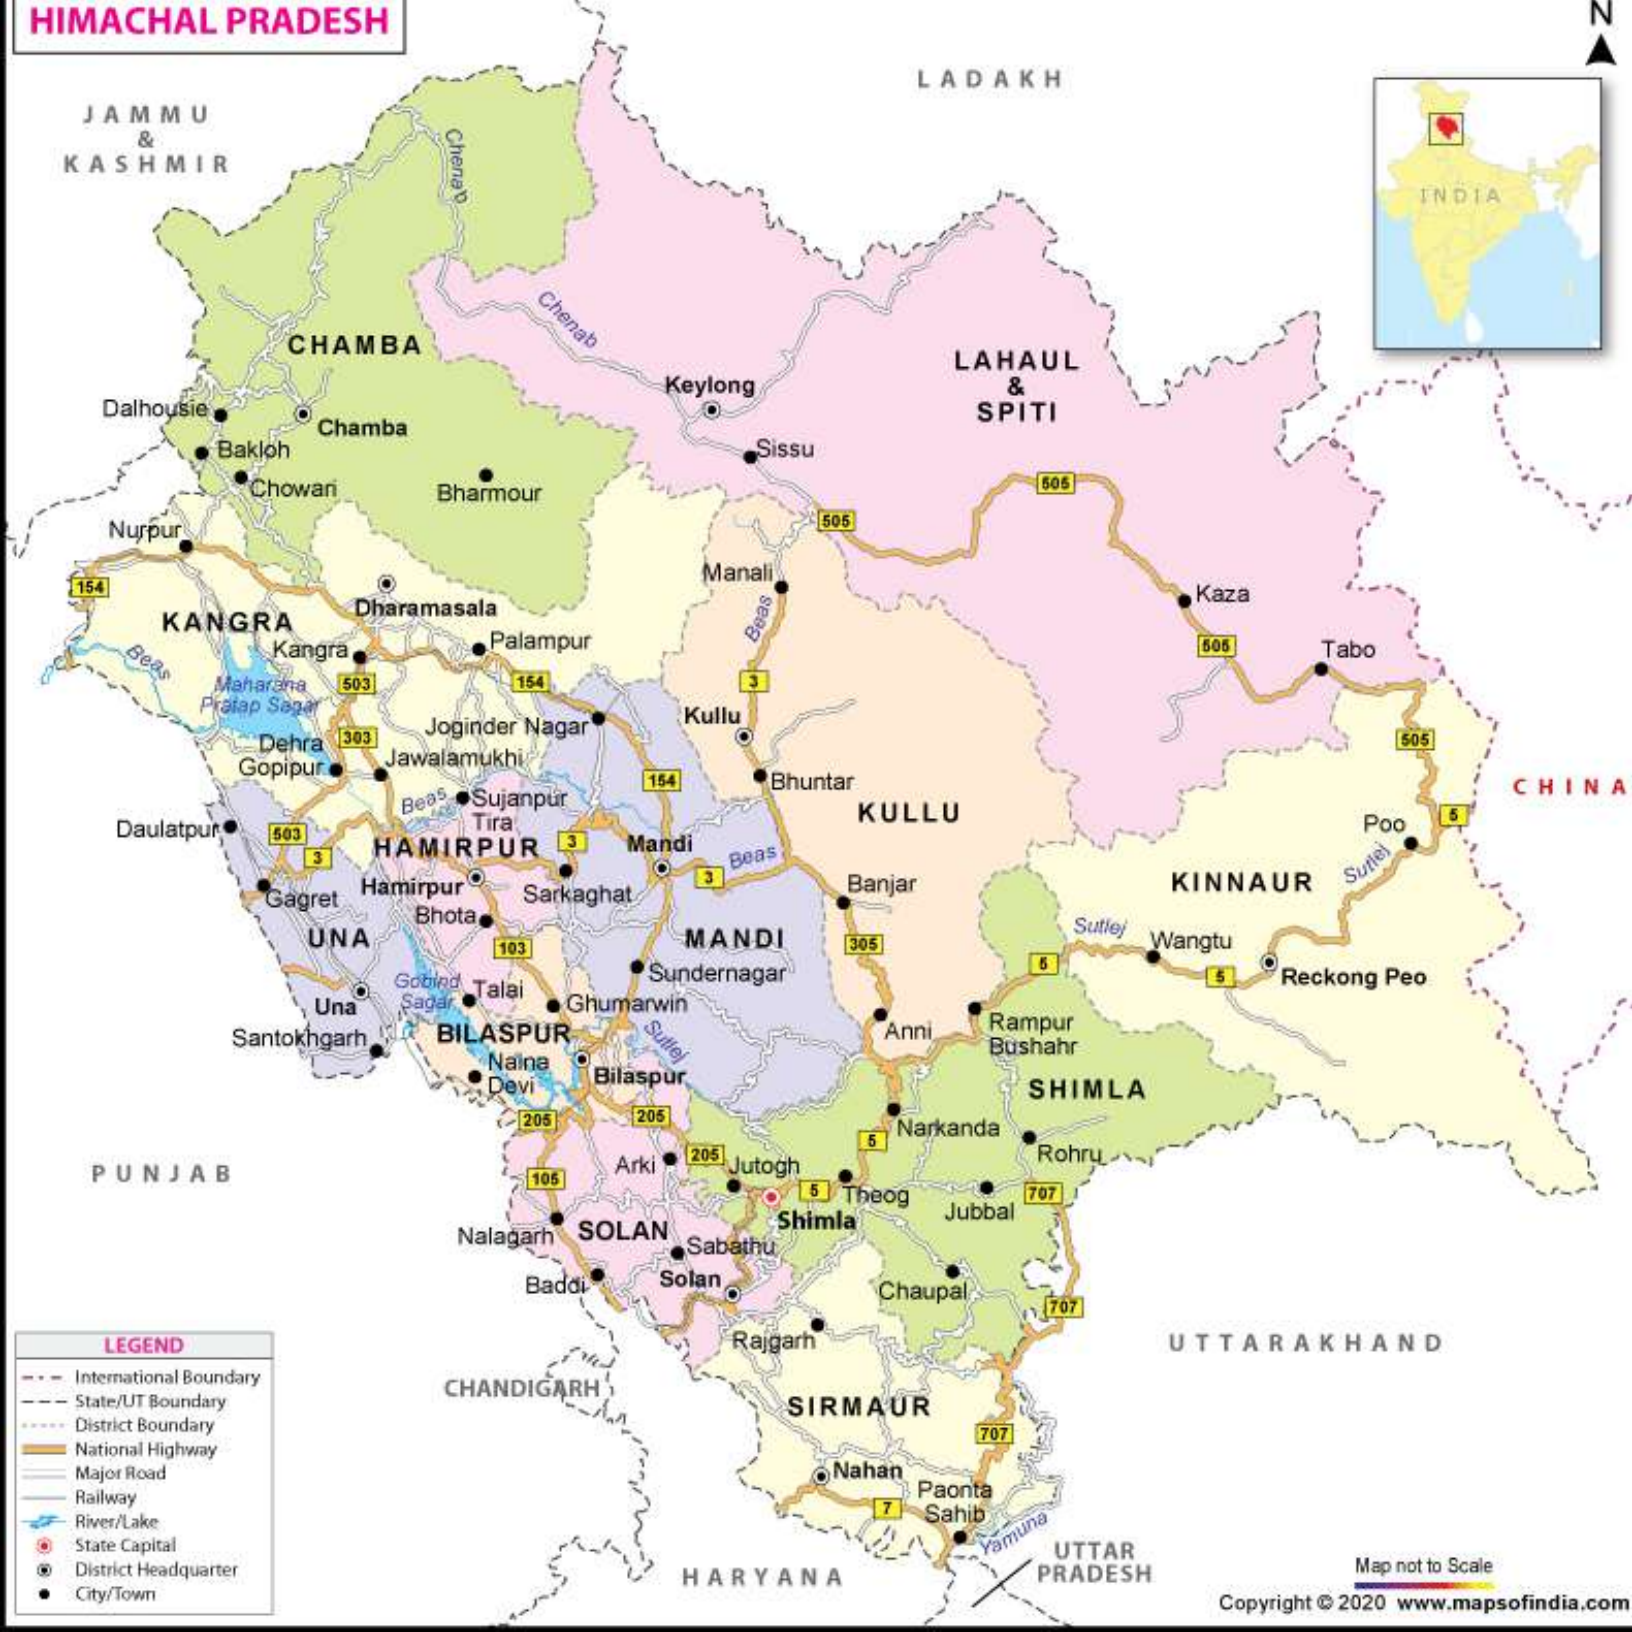 HIMACHAL PRADESH
N
LADAKH
JAMMU
&
KASHMIR
INDIA
Chenab
Chenab
CHAMBA
LAHAUL
&
SPITI
Keylong
Dalhousie
Chamba
Bakloh
Sissu
Chowari
Bharmour
505
505
Nurpur
154
Manali
Dharamasala
Kaza
KANGRA
Beas
Kangra
Palampur
505
Tabo
Beas
Maharana
Pratap Sagar
503
154
3
Kullu
Joginder Nagar
303
Dehra
Gopipur
Jawalamukhi
505
154
Bhuntar
CHINA
Beas
Sujanpur
Tira
KULLU
5
Poo
Daulatpur
503
3
HAMIRPUR
3
Mandi
Beas
3
Sutlej
Hamirpur
Sarkaghat
Banjar
KINNAUR
Gagret
Bhota
UNA
103
MANDI
305
Sutlej
Wangtu
5
5
Reckong Peo
Sundernagar
Gobind
Sagar
Talai
Ghumarwin
Una
Rampur
Bushahr
Anni
Santokhgarh
BILASPUR
Sutlej
Naina
Devi
Bilaspur
SHIMLA
205
205
Narkanda
5
Rohru
PUNJAB
Arki
205
Jutogh
105
5
Theog
707
Jubbal
Shimla
Nalagarh
SOLAN
Sabathu
Baddi
Solan
Chaupal
707
Rajgarh
UTTARAKHAND
CHANDIGARH
SIRMAUR
707
Nahan
Paonta
Sahib
7
Yamuna
UTTAR
PRADESH
HARYANA
LEGEND
International Boundary
State/UT Boundary
District Boundary
National Highway
Major Road
Railway
River/Lake
State Capital
District Headquarter
City/Town
Map not to Scale
Copyright © 2020 www.mapsofindia.com